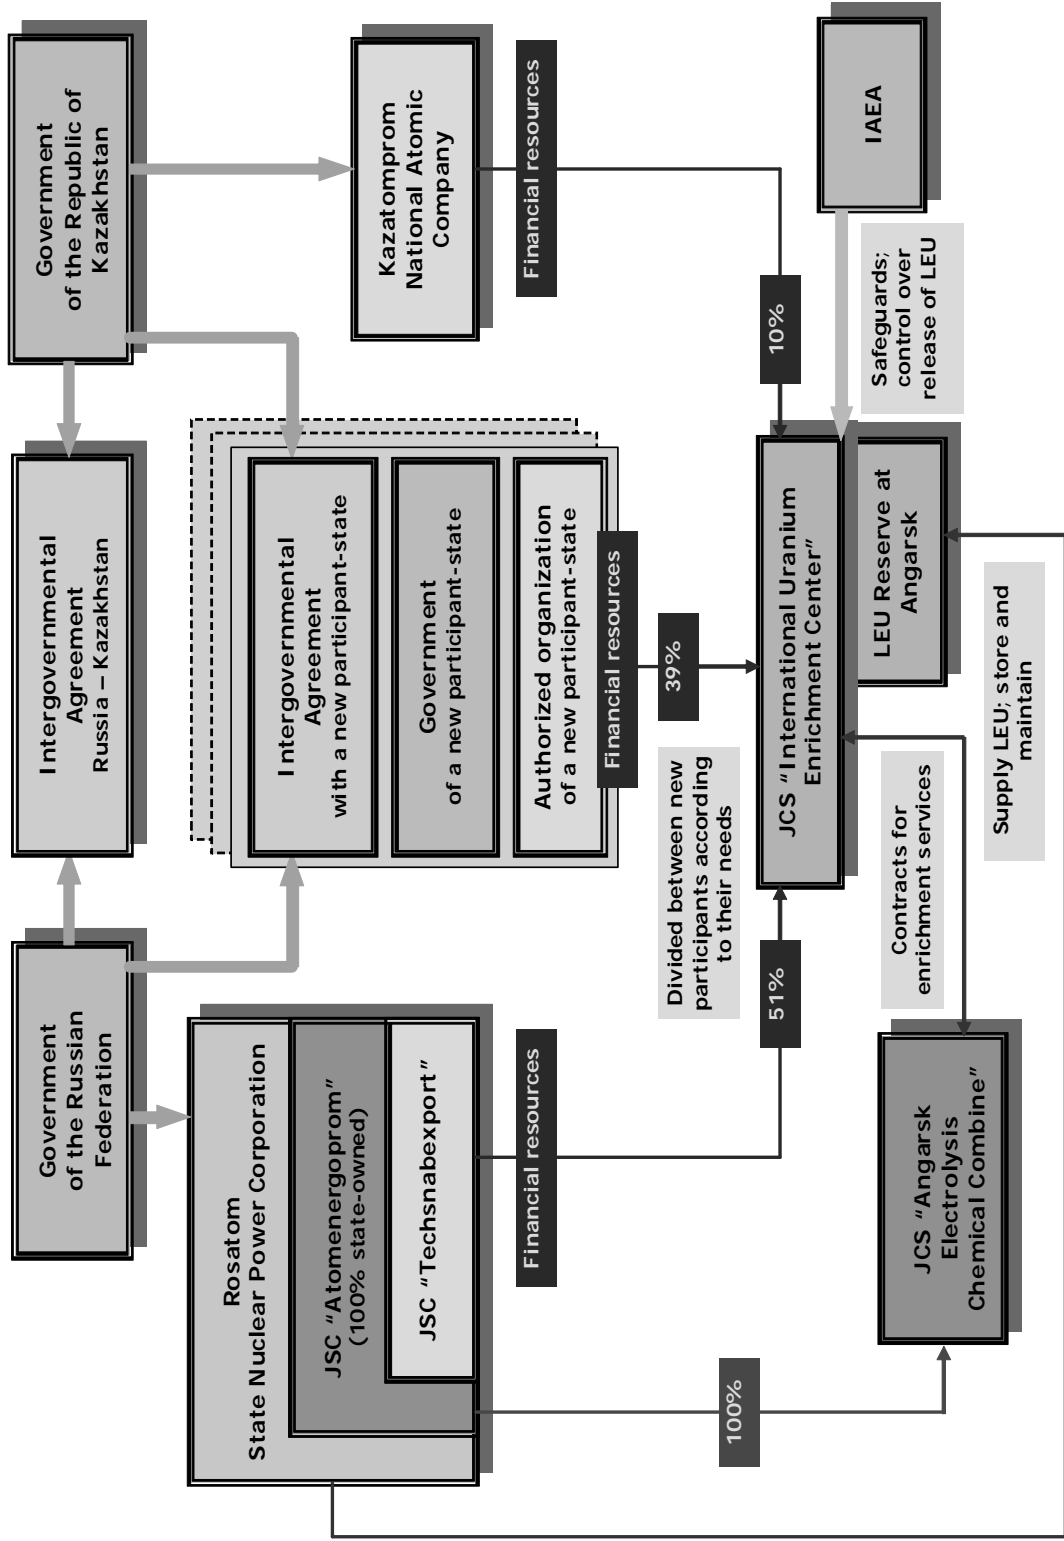 Government
of the Russian
Federation
Intergovernmental
Agreement
Russia – Kazakhstan
Government
of the Republic of
Kazakhstan
Rosatom
State Nuclear Power Corporation
JSC “Atomenergoprom”
(100% state-owned)
JSC “Techsnabexport”
Intergovernmental
Agreement
with a new participant-state
Government
of a new participant-state
Authorized organization
of a new participant-state
Kazatomprom
National Atomic
Company
Financial resources
Financial resources
Financial resources
100%
51%
Divided between new
participants according
to their needs
39%
10%
JCS “International Uranium
Enrichment Center”
LEU Reserve at
Angarsk
IAEA
Safeguards;
control over
release of LEU
JCS “Angarsk
Electrolysis
Chemical Combine”
Contracts for
enrichment services
Supply LEU; store and
maintain